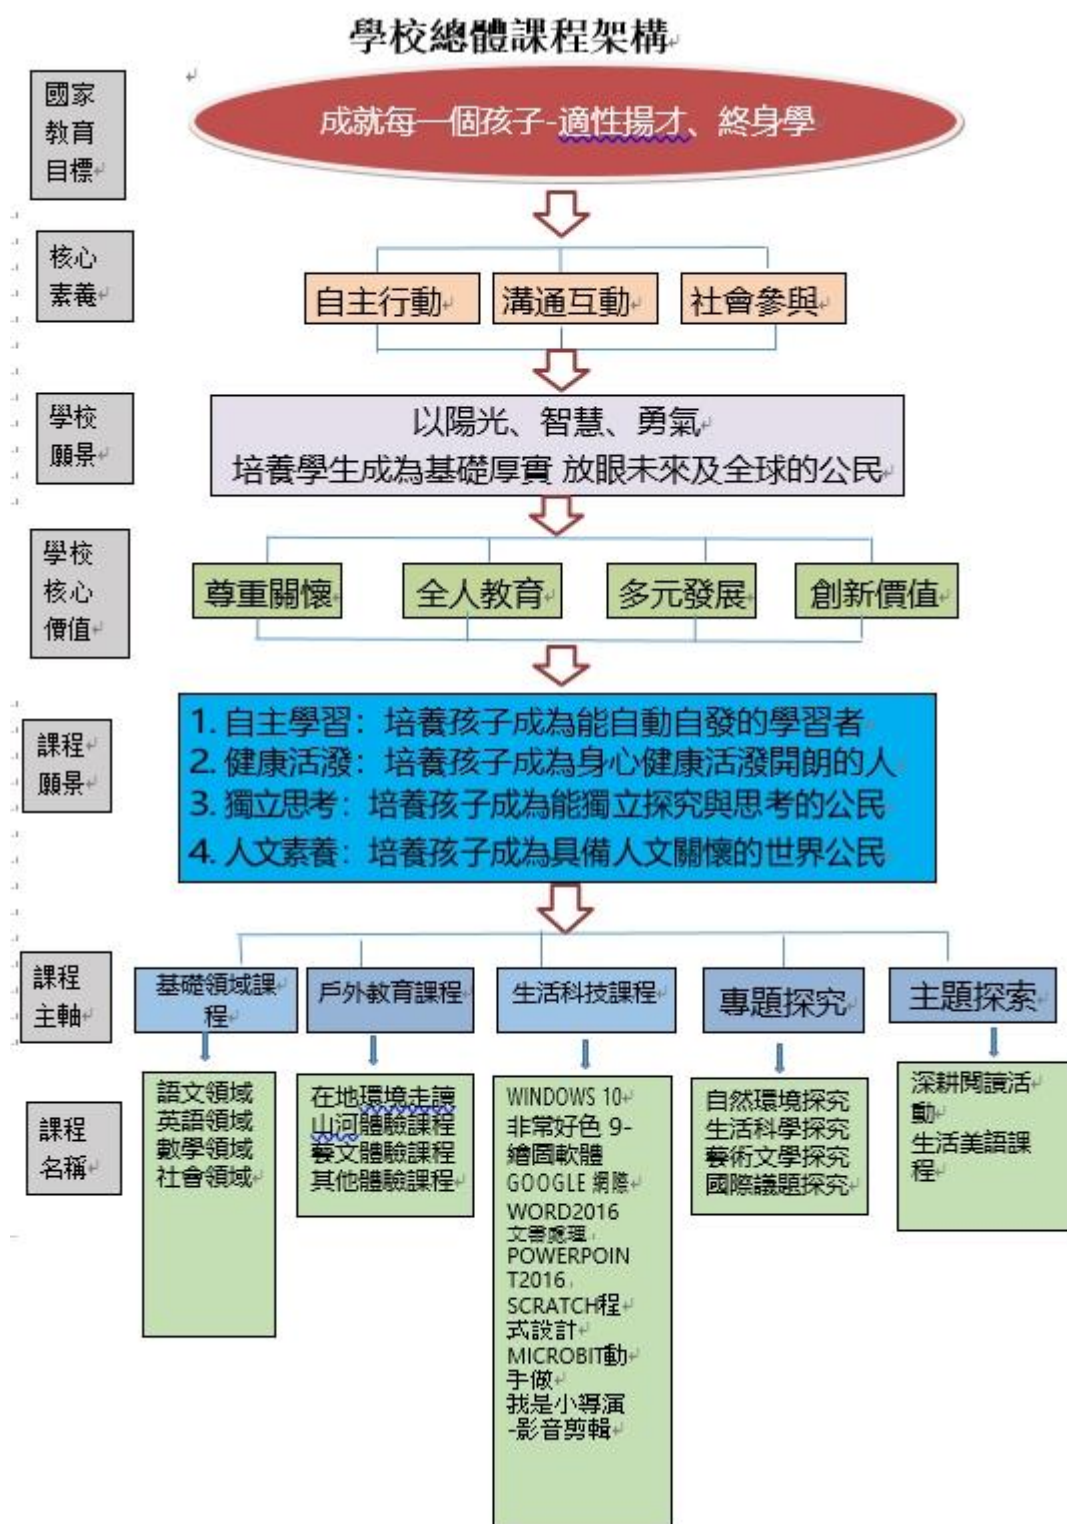 學校總體課程架構
國家
教育
目標
成就每一個孩子-適性揚才、終身學
核心
素養
自主行動
溝通互動
社會參與
學校
願景
以陽光、智慧、勇氣
培養學生成為基礎厚實 放眼未來及全球的公民
學校
核心
價值
尊重關懷
全人教育
多元發展
創新價值
課程
願景
1. 自主學習：培養孩子成為能自動自發的學習者
2. 健康活潑：培養孩子成為身心健康活潑開朗的人
3. 獨立思考：培養孩子成為能獨立探究與思考的公民
4. 人文素養：培養孩子成為具備人文關懷的世界公民
課程
主軸
基礎領域課
程
戶外教育課程
生活科技課程
專題探究
主題探索
課程
名稱
語文領域
英語領域
數學領域
社會領域
在地環境走讀
山河體驗課程
藝文體驗課程
其他體驗課程
WINDOWS 10
非常好色 9-
繪圖軟體
GOOGLE 網際
WORD2016
文書處理
POWERPOIN
T2016
SCRATCH程
式設計
MICROBIT動
手做
我是小導演
-影音剪輯
自然環境探究
生活科學探究
藝術文學探究
國際議題探究
深耕閱讀活
動
生活美語課
程